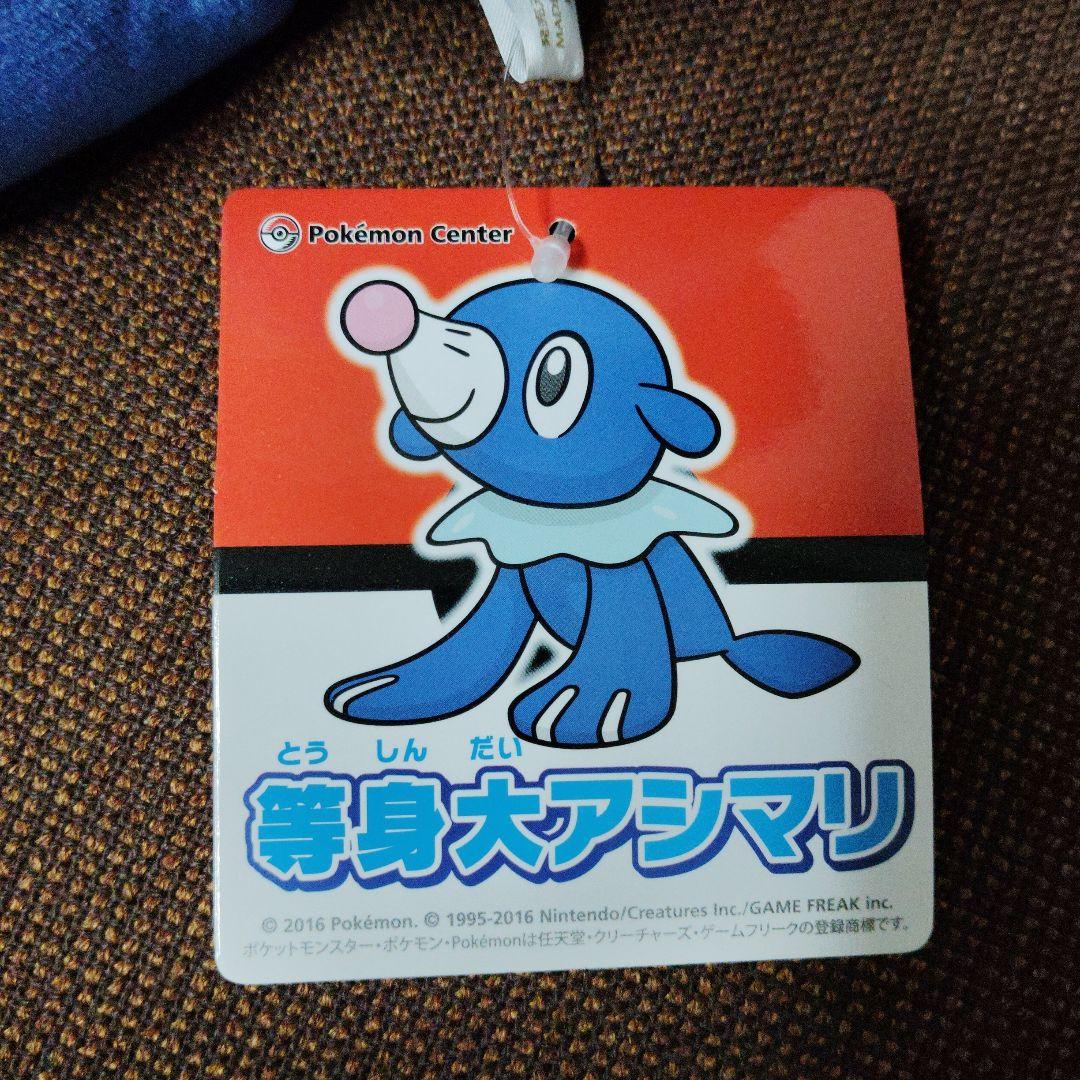 Pokémon Center
とう しん だい
等身大アシマリ
© 2016 Pokémon. © 1995-2016 Nintendo/Creatures Inc./GAME FREAK inc.
ポケットモンスター・ポケモン・Pokémonは任天堂・クリーチャーズ・ゲームフリークの登録商標です。